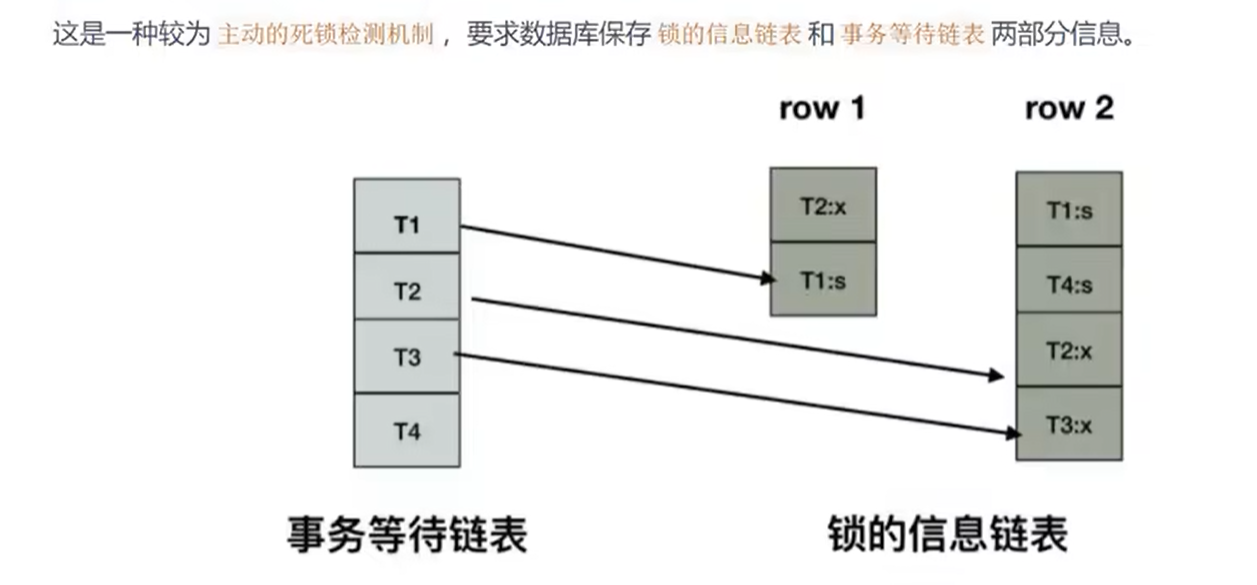 这是一种较为 主动的死锁检测机制 ，要求数据库保存 锁的信息链表 和 事务等待链表 两部分信息。
row 1
row 2
T1
T2
T3
T4
T2:x
T1:s
T1:s
T4:s
T2:x
T3:x
事务等待链表
锁的信息链表